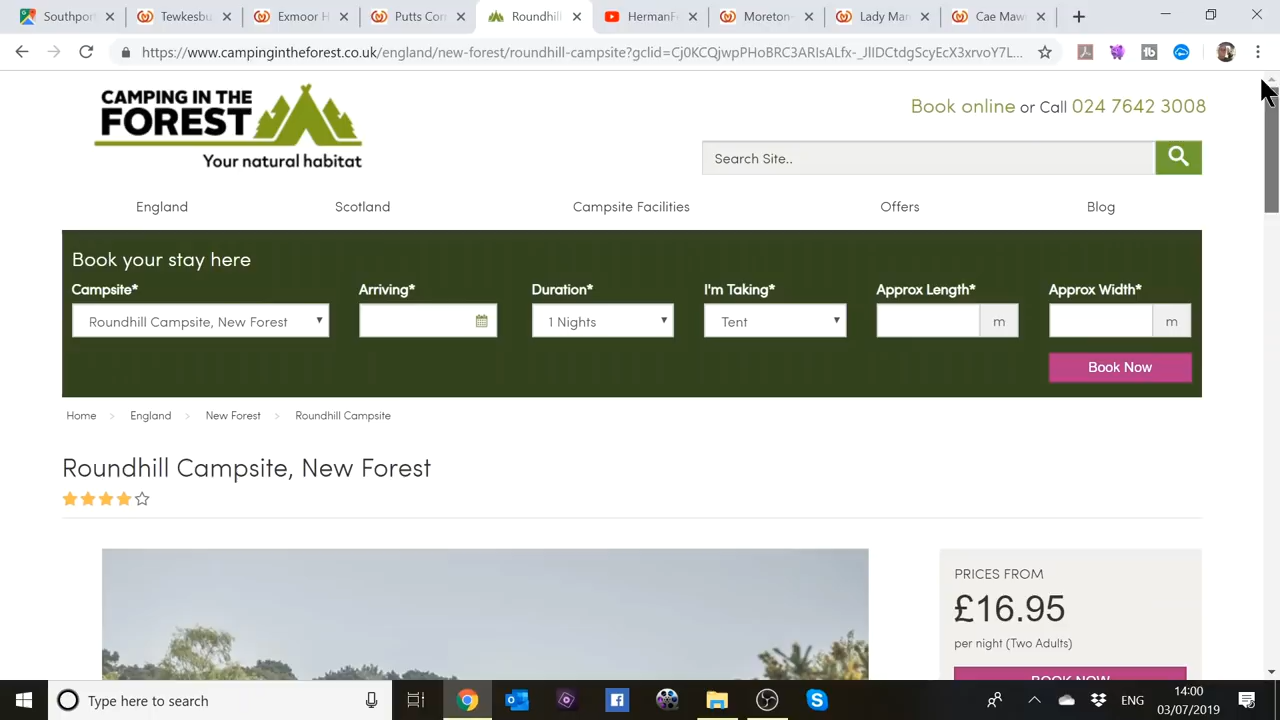 Southpor
Tewkesbu
Exmoor H
Putts Cor
Roundhill
HermanF
Moreton-
Lady Mar
Cae Maw
https://www.campingintheforest.co.uk/england/new-forest/roundhill-campsite?gclid=Cj0KCQjwpPHoBRC3ARIsALfx-_JlIDCtdgScyEcX3xrvoY7L...
CAMPING IN THE
FOREST
Your natural habitat
Book online or Call 024 7642 3008
Search Site..
England
Scotland
Campsite Facilities
Offers
Blog
Book your stay here
Campsite*
Arriving*
Duration*
I'm Taking*
Approx Length*
Approx Width*
Roundhill Campsite, New Forest
1 Nights
Tent
m
m
Book Now
Home > England > New Forest > Roundhill Campsite
Roundhill Campsite, New Forest
PRICES FROM
£16.95
per night (Two Adults)
BOOK NOW
Type here to search
ENG
14:00
03/07/2019